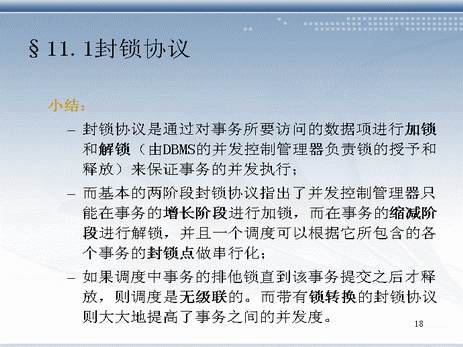 §11.1封锁协议
小结：
– 封锁协议是通过对事务所要访问的数据项进行加锁
和解锁（由DBMS的并发控制管理器负责锁的授予和
释放）来保证事务的并发执行；
– 而基本的两阶段封锁协议指出了并发控制管理器只
能在事务的增长阶段进行加锁，而在事务的缩减阶
段进行解锁，并且一个调度可以根据它所包含的各
个事务的封锁点做串行化；
– 如果调度中事务的排他锁直到该事务提交之后才释
放，则调度是无级联的。而带有锁转换的封锁协议
则大大地提高了事务之间的并发度。
18